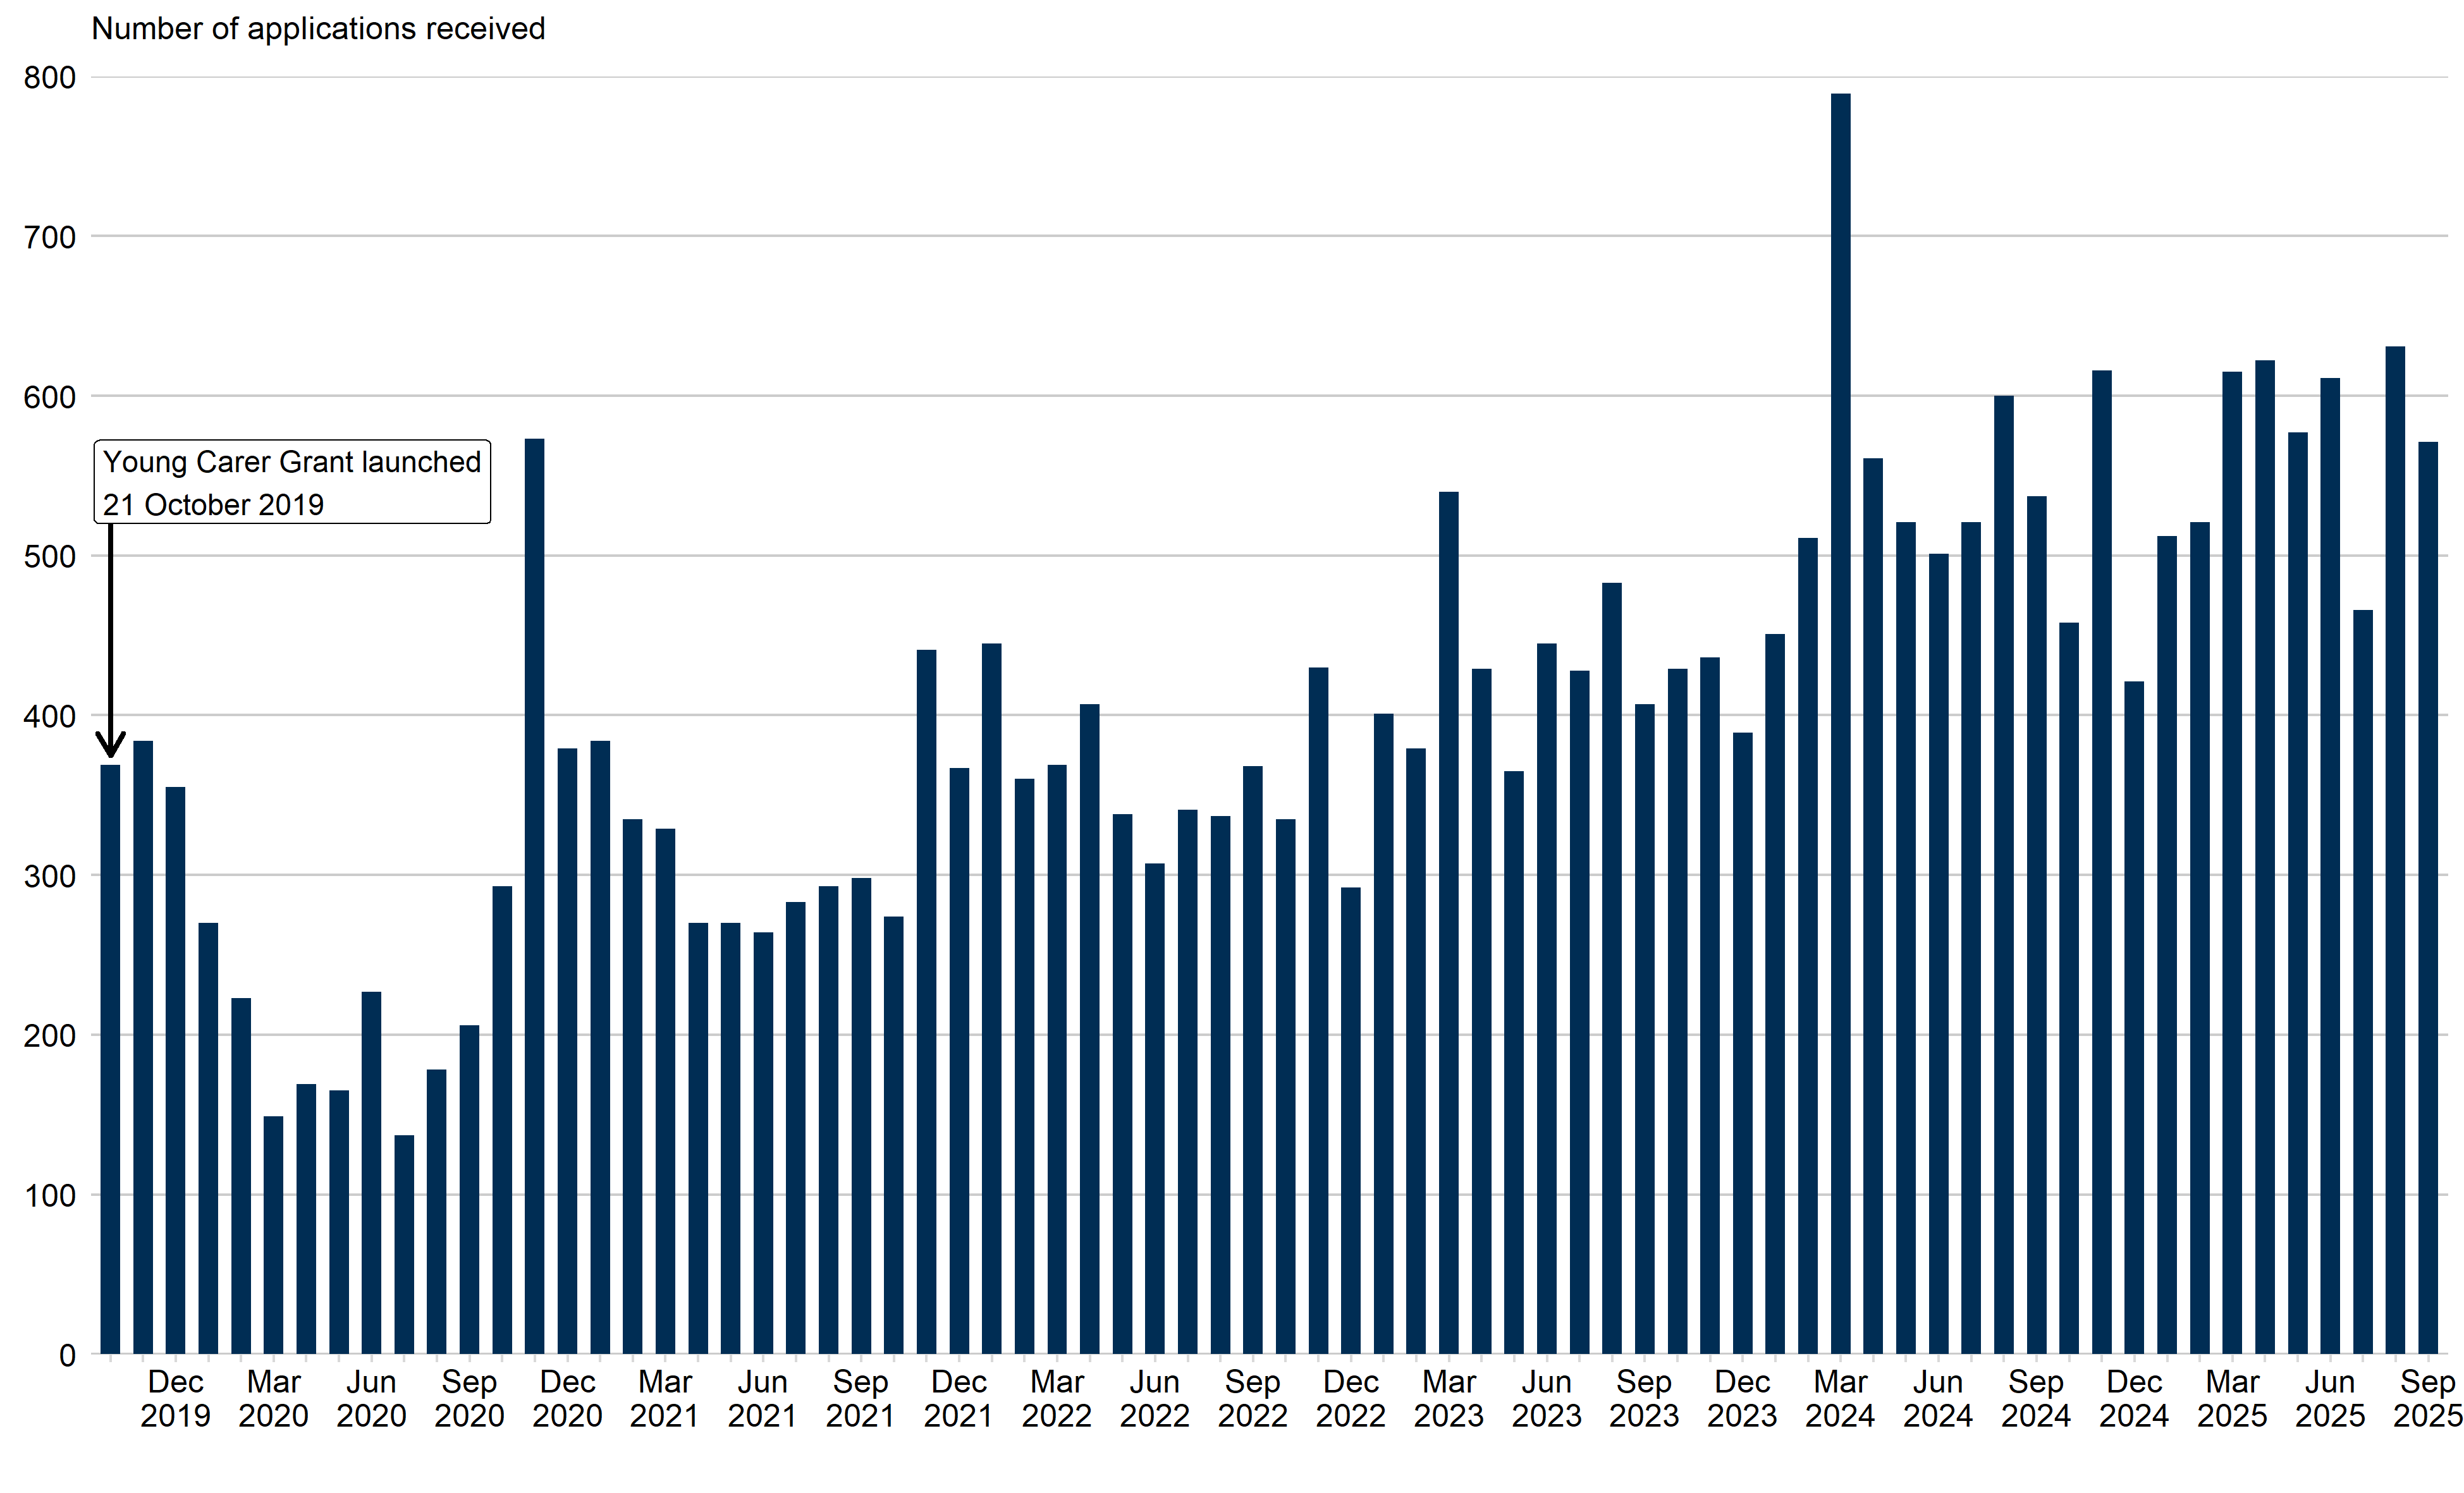 Number of applications received
800
700
600
Young Carer Grant launched
21 October 2019
500
400
300
200
100
0
Dec Mar Jun Sep Dec Mar Jun Sep Dec Mar Jun Sep Dec Mar Jun Sep Dec Mar Jun Sep Dec Mar Jun Sep
2019 2020 2020 2020 2020 2021 2021 2021 2021 2022 2022 2022 2022 2023 2023 2023 2023 2024 2024 2024 2024 2025 2025 2025